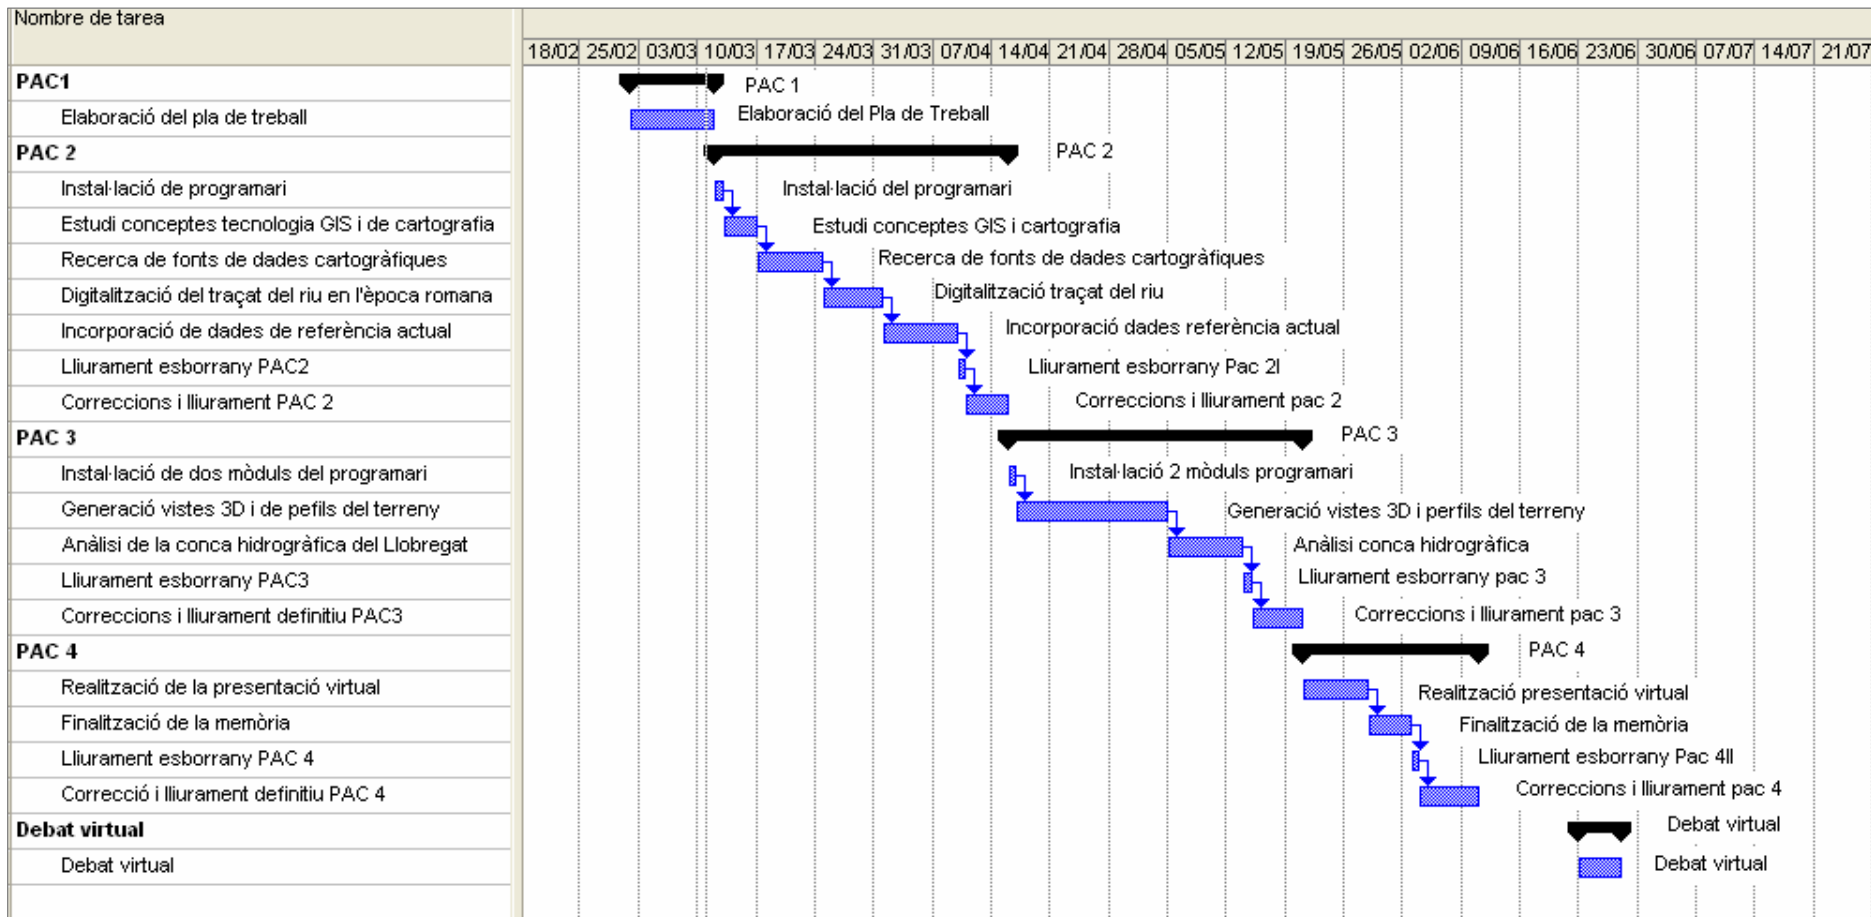 Nombre de tarea
18/02 25/02 03/03 10/03 17/03 24/03 31/03 07/04 14/04 21/04 28/04 05/05 12/05 19/05 26/05 02/06 09/06 16/06 23/06 30/06 07/07 14/07 21/07
PAC1 PAC 1
Elaboració del pla de treball Elaboració del Pla de Treball
PAC 2 PAC 2
Instal·lació de programari Instal·lació del programari
Estudi conceptes tecnologia GIS i de cartografia Estudi conceptes GIS i cartografia
Recerca de fonts de dades cartogràfiques Recerca de fonts de dades cartogràfiques
Digitalització del traçat del riu en l'època romana Digitalització traçat del riu
Incorporació de dades de referència actual Incorporació dades referència actual
Lliurament esborrany PAC2 Lliurament esborrany Pac 2I
Correccions i lliurament PAC 2 Correccions i lliurament pac 2
PAC 3 PAC 3
Instal·lació de dos mòduls del programari Instal·lació 2 mòduls programari
Generació vistes 3D i de pefils del terreny Generació vistes 3D i perfils del terreny
Anàlisi de la conca hidrogràfica del Llobregat Anàlisi conca hidrogràfica
Lliurament esborrany PAC3 Lliurament esborrany pac 3
Correccions i lliurament definitiu PAC3 Correccions i lliurament pac 3
PAC 4 PAC 4
Realització de la presentació virtual Realització presentació virtual
Finalització de la memòria Finalització de la memòria
Lliurament esborrany PAC 4 Lliurament esborrany Pac 4II
Correcció i lliurament definitiu PAC 4 Correccions i lliurament pac 4
Debat virtual Debat virtual
Debat virtual Debat virtual